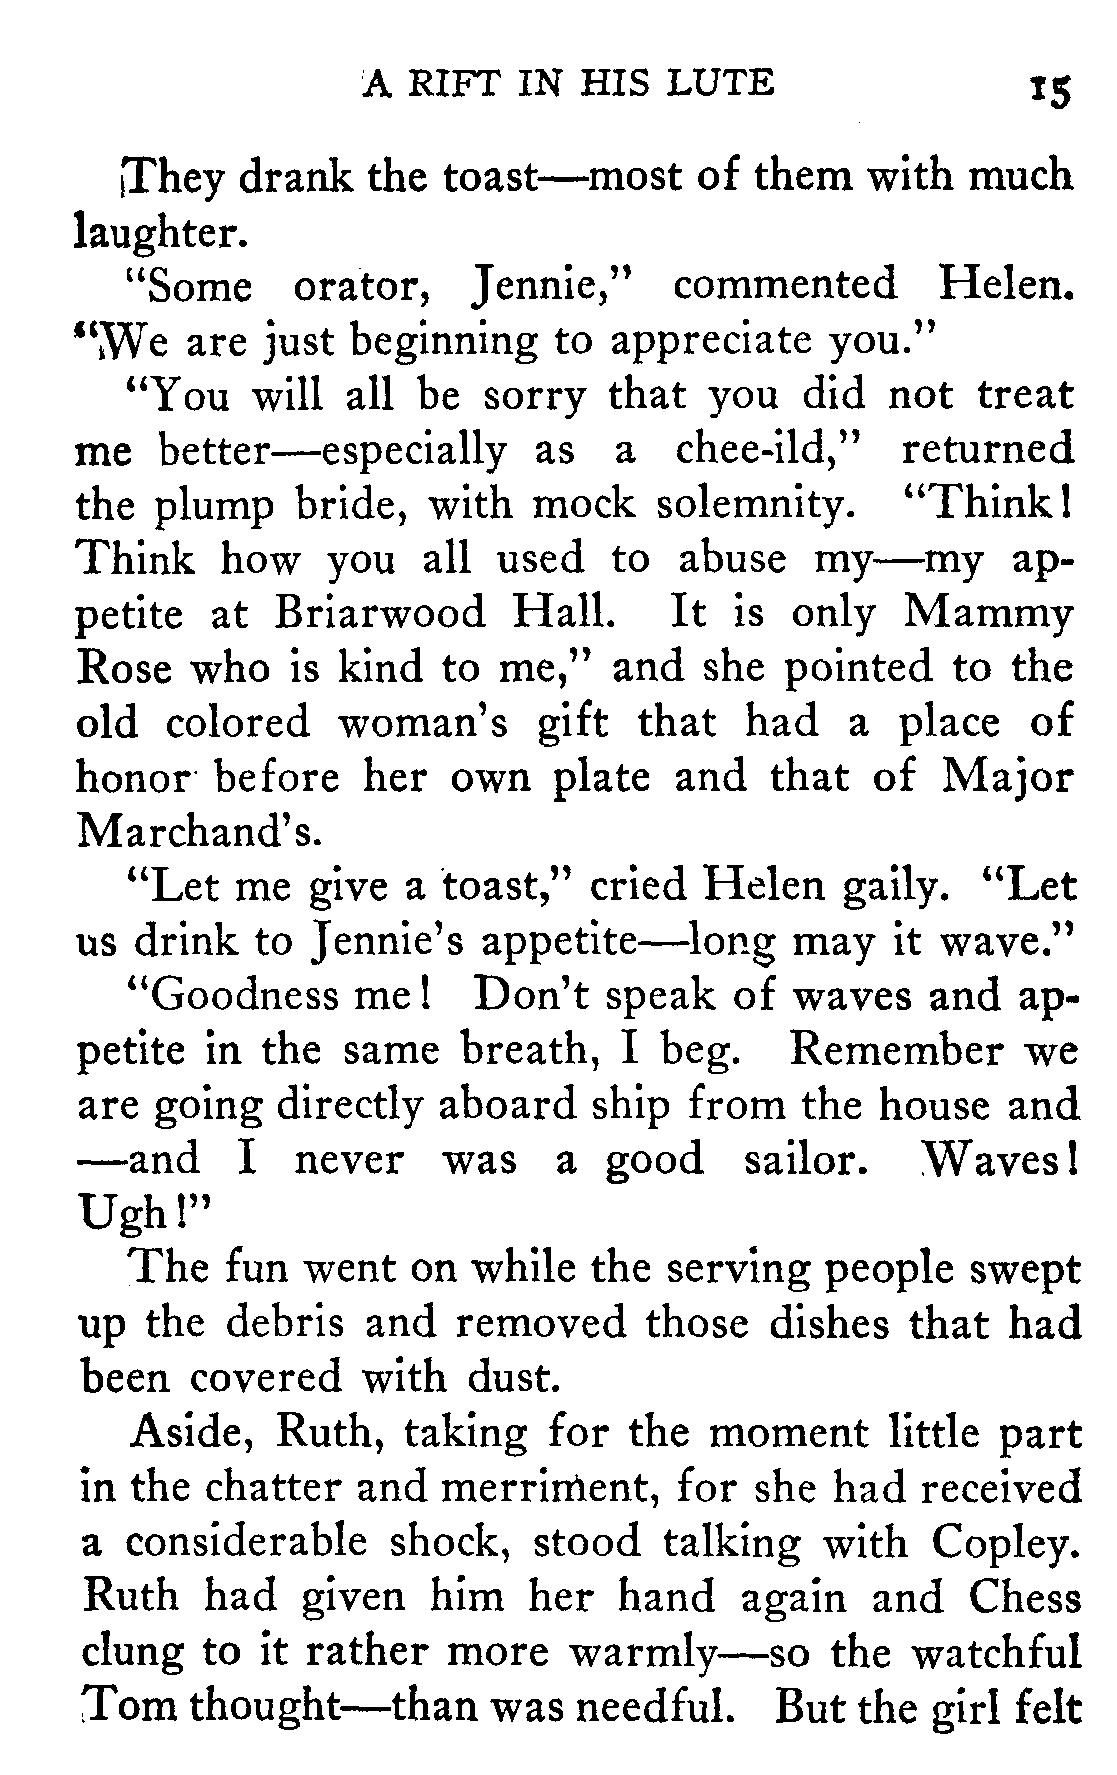 A RIFT IN HIS LUTE 15
They drank the toast—most of them with much
laughter.
“Some orator, Jennie,” commented Helen.
“We are just beginning to appreciate you.”
“You will all be sorry that you did not treat
me better—especially as a chee-ild,” returned
the plump bride, with mock solemnity. “Think!
Think how you all used to abuse my—my ap-
petite at Briarwood Hall. It is only Mammy
Rose who is kind to me,” and she pointed to the
old colored woman’s gift that had a place of
honor before her own plate and that of Major
Marchand’s.
“Let me give a toast,” cried Helen gaily. “Let
us drink to Jennie’s appetite—long may it wave.”
“Goodness me! Don’t speak of waves and ap-
petite in the same breath, I beg. Remember we
are going directly aboard ship from the house and
—and I never was a good sailor. Waves!
Ugh!”
The fun went on while the serving people swept
up the debris and removed those dishes that had
been covered with dust.
Aside, Ruth, taking for the moment little part
in the chatter and merriment, for she had received
a considerable shock, stood talking with Copley.
Ruth had given him her hand again and Chess
clung to it rather more warmly—so the watchful
Tom thought—than was needful. But the girl felt